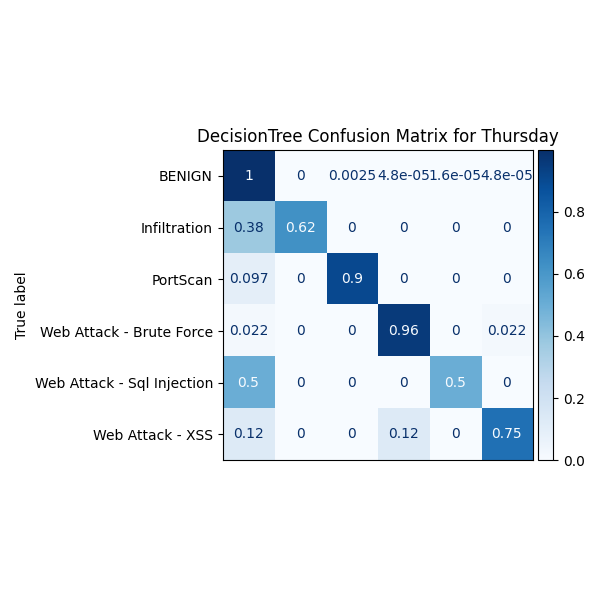 DecisionTree Confusion Matrix for Thursday
True label
BENIGN 1 0 0.0025 4.8e-05 1.6e-05 4.8e-05
Infiltration 0.38 0.62 0 0 0 0
PortScan 0.097 0 0.9 0 0 0
Web Attack - Brute Force 0.022 0 0 0.96 0 0.022
Web Attack - Sql Injection 0.5 0 0 0 0.5 0
Web Attack - XSS 0.12 0 0 0.12 0 0.75
0.8
0.6
0.4
0.2
0.0